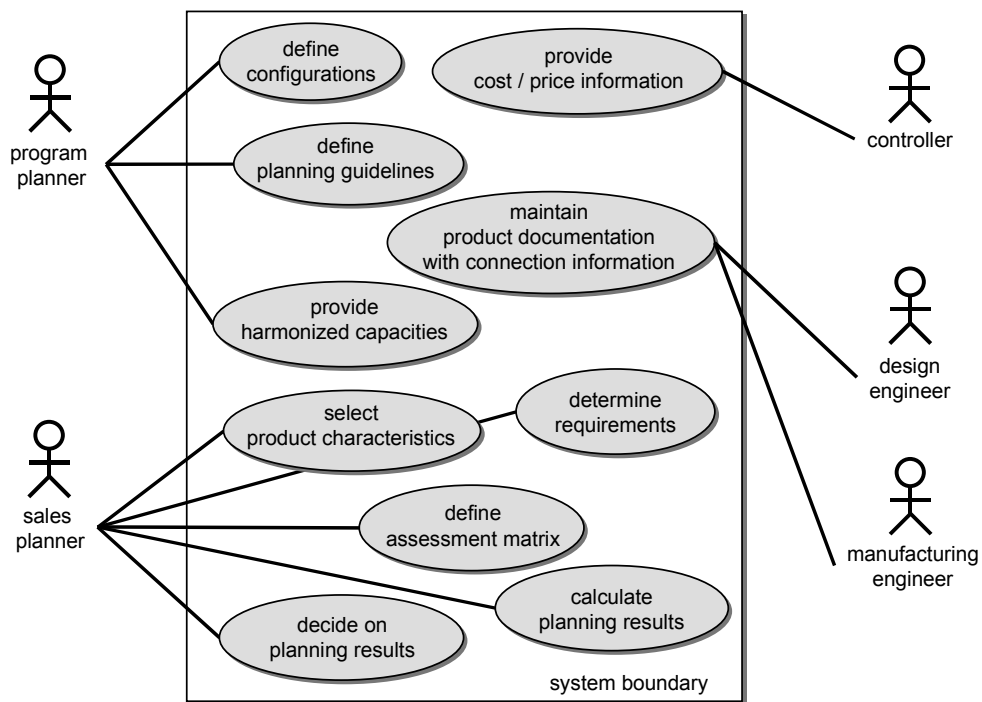 define
configurations
provide
cost / price information
program
planner
controller
define
planning guidelines
maintain
product documentation
with connection information
provide
harmonized capacities
design
engineer
select
product characteristics
determine
requirements
sales
planner
define
assessment matrix
manufacturing
engineer
calculate
planning results
decide on
planning results
system boundary